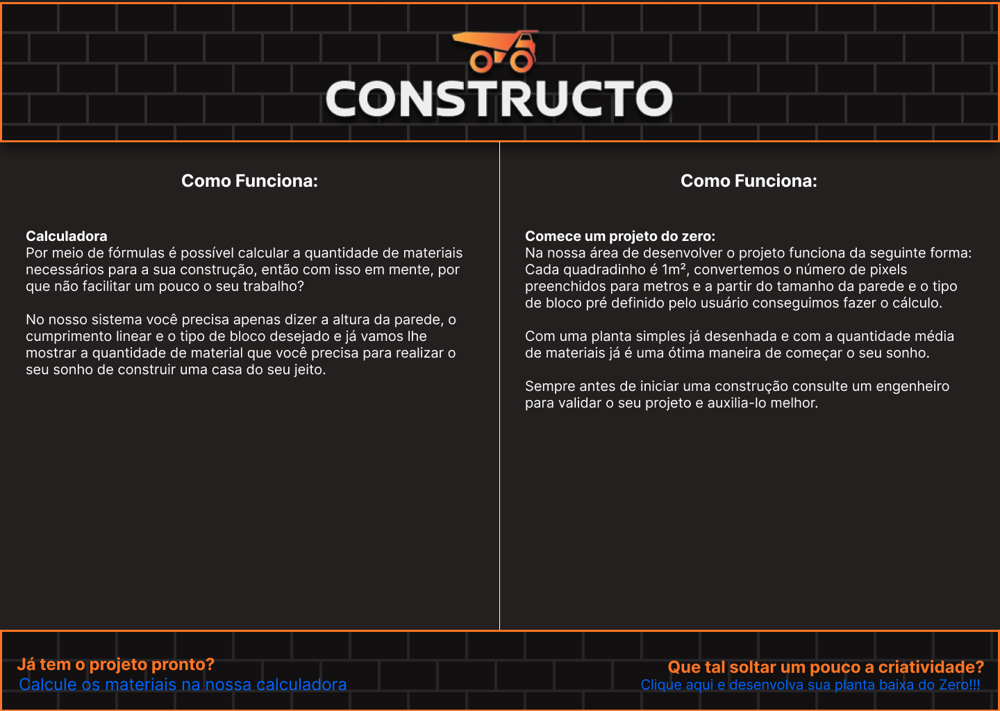 CONSTRUCTO
Como Funciona:
Calculadora
Por meio de fórmulas é possível calcular a quantidade de materiais
necessários para a sua construção, então com isso em mente, por
que não facilitar um pouco o seu trabalho?
No nosso sistema você precisa apenas dizer a altura da parede, o
cumprimento linear e o tipo de bloco desejado e já vamos lhe
mostrar a quantidade de material que você precisa para realizar o
seu sonho de construir uma casa do seu jeito.
Como Funciona:
Comece um projeto do zero:
Na nossa área de desenvolver o projeto funciona da seguinte forma:
Cada quadradinho é 1m², convertemos o número de pixels
preenchidos para metros e a partir do tamanho da parede e o tipo
de bloco pré definido pelo usuário conseguimos fazer o cálculo.
Com uma planta simples já desenhada e com a quantidade média
de materiais já é uma ótima maneira de começar o seu sonho.
Sempre antes de iniciar uma construção consulte um engenheiro
para validar o seu projeto e auxilia-lo melhor.
Já tem o projeto pronto?
Calcule os materiais na nossa calculadora
Que tal soltar um pouco a criatividade?
Clique aqui e desenvolva sua planta baixa do Zero!!!